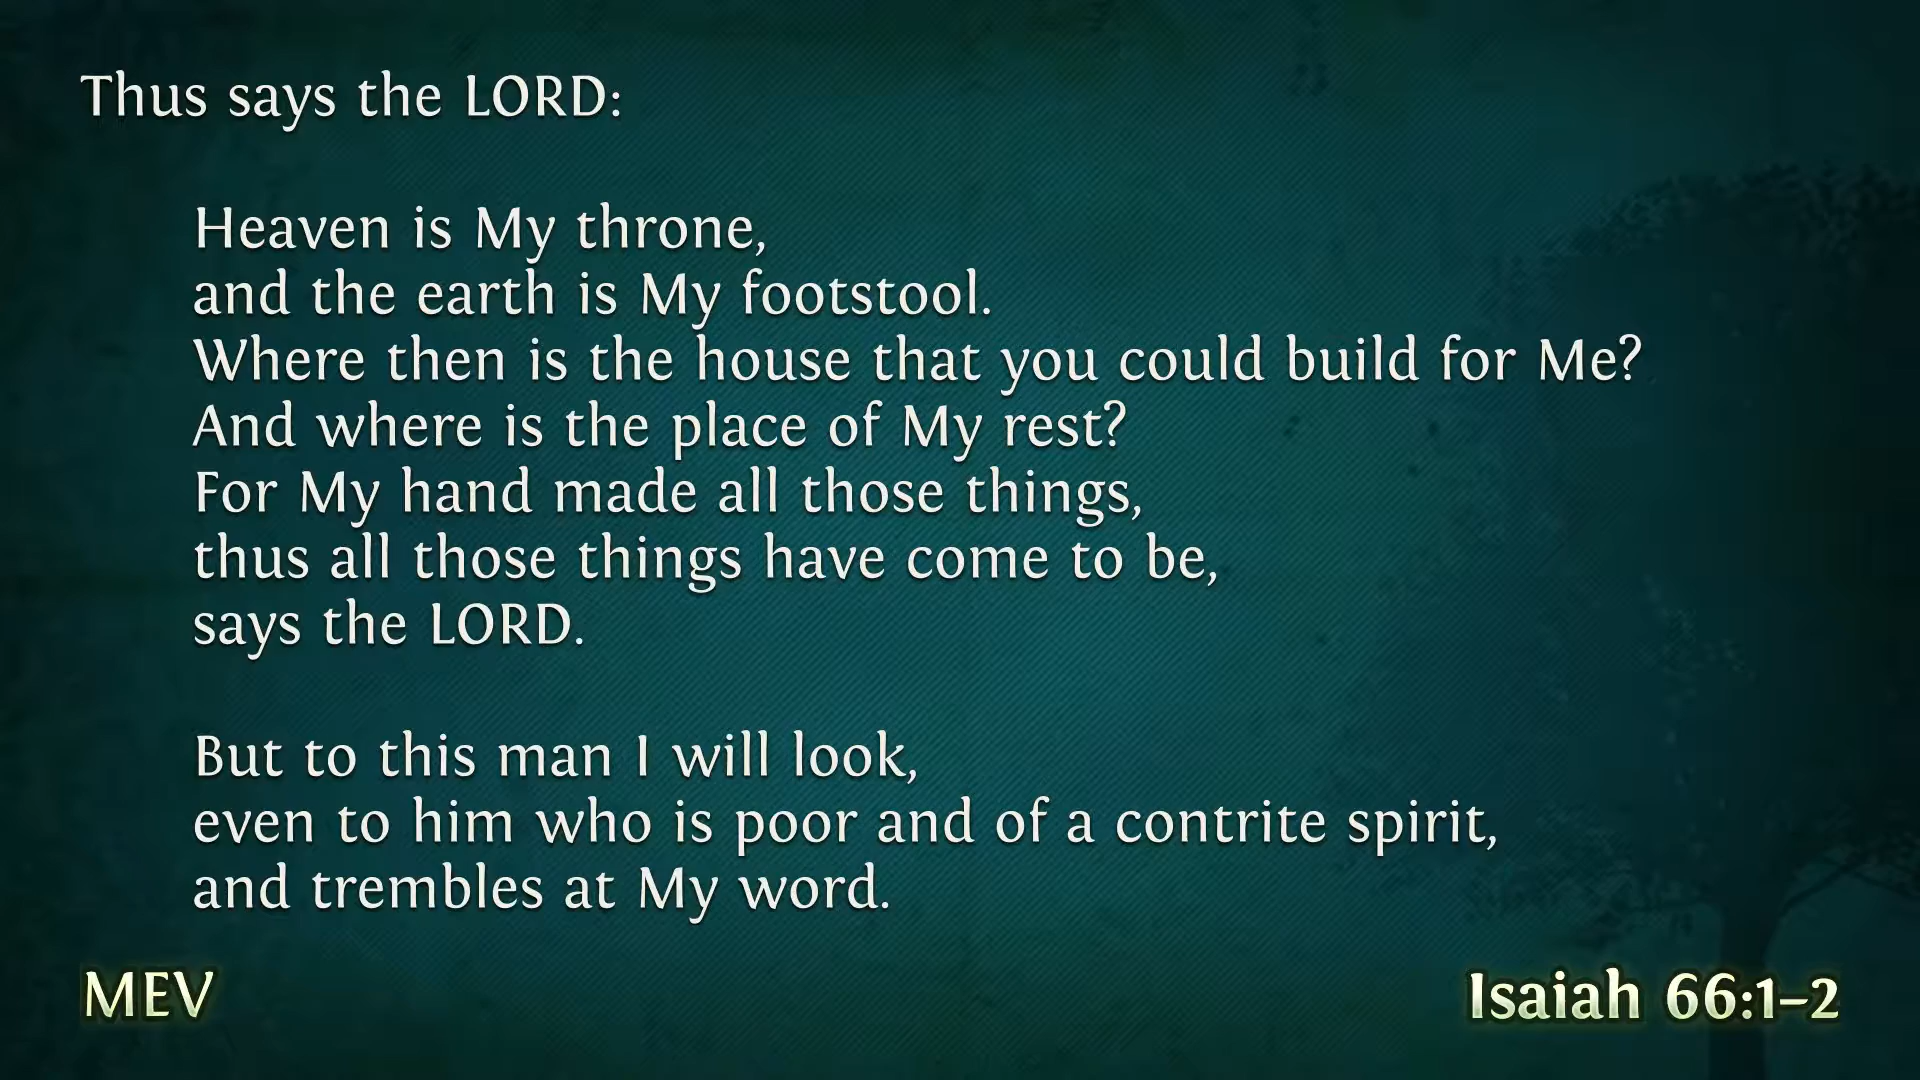 Thus says the LORD:
Heaven is My throne,
and the earth is My footstool.
Where then is the house that you could build for Me?
And where is the place of My rest?
For My hand made all those things,
thus all those things have come to be,
says the LORD.
But to this man I will look,
even to him who is poor and of a contrite spirit,
and trembles at My word.
MEV
Isaiah 66:1–2